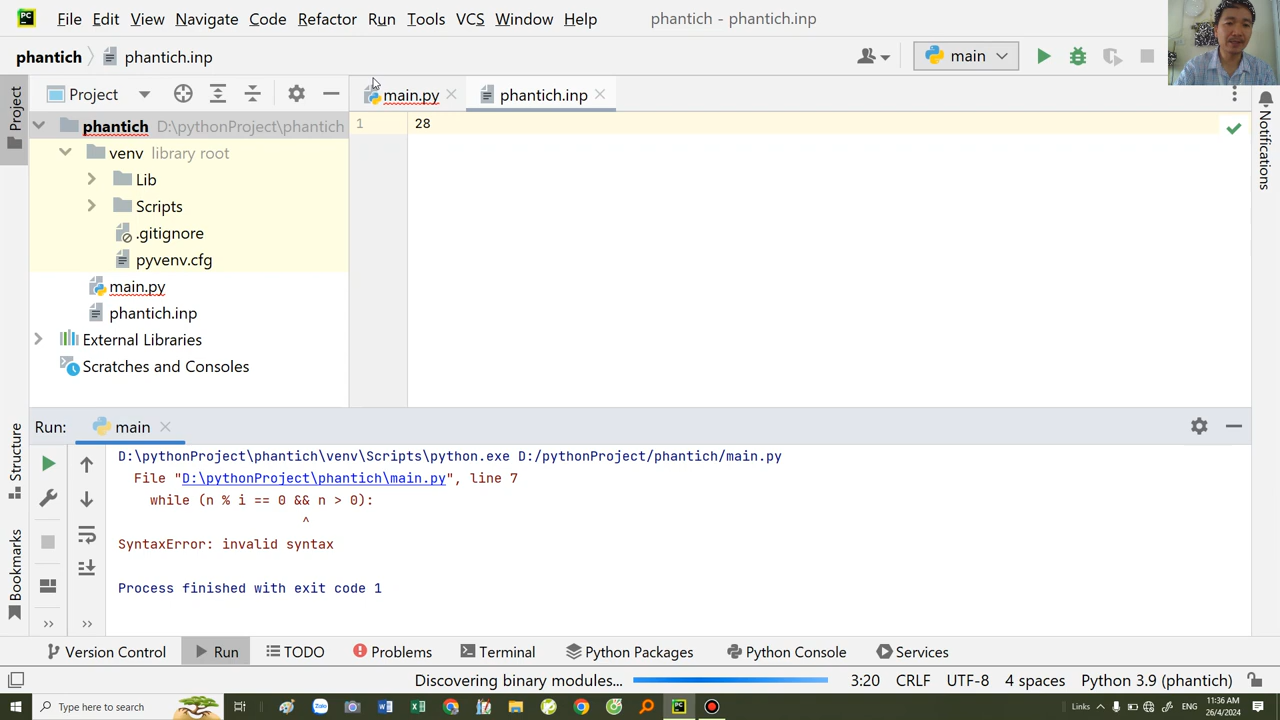 PC File Edit View Navigate Code Refactor Run Tools VCS Window Help phantich - phantich.inp
phantich phantich.inp main
Project main.py phantich.inp
Project
phantich D:\pythonProject\phantich
venv library root
Lib
Scripts
.gitignore
pyvenv.cfg
main.py
phantich.inp
External Libraries
Scratches and Consoles
1 28
Notifications
Run: main
D:\pythonProject\phantich\venv\Scripts\python.exe D:/pythonProject/phantich/main.py
File "D:\pythonProject\phantich\main.py", line 7
while (n % i == 0 && n > 0):
^
SyntaxError: invalid syntax
Process finished with exit code 1
Structure
Bookmarks
Version Control Run TODO Problems Terminal Python Packages Python Console Services
Discovering binary modules... 3:20 CRLF UTF-8 4 spaces Python 3.9 (phantich)
Type here to search Zalo Links ENG 11:36 AM
26/4/2024